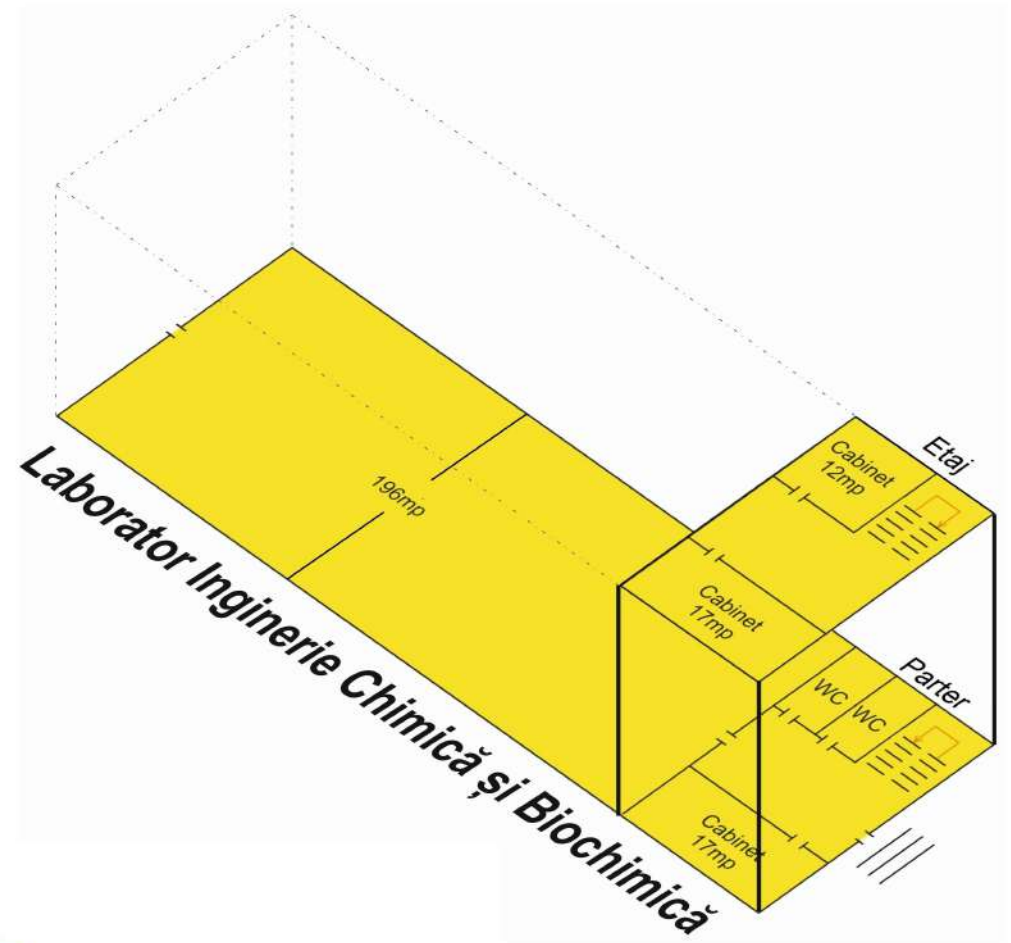 Etaj
Cabinet
12mp
196mp
Cabinet
17mp
Parter
WC
WC
Cabinet
17mp
Laborator Inginerie Chimică și Biochimică